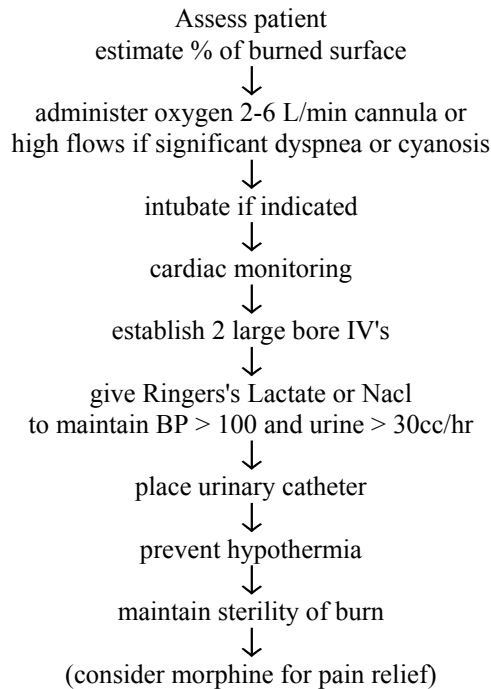 Assess patient
estimate % of burned surface
administer oxygen 2-6 L/min cannula or
high flows if significant dyspnea or cyanosis
intubate if indicated
cardiac monitoring
establish 2 large bore IV's
give Ringers's Lactate or Nacl
to maintain BP > 100 and urine > 30cc/hr
place urinary catheter
prevent hypothermia
maintain sterility of burn
(consider morphine for pain relief)